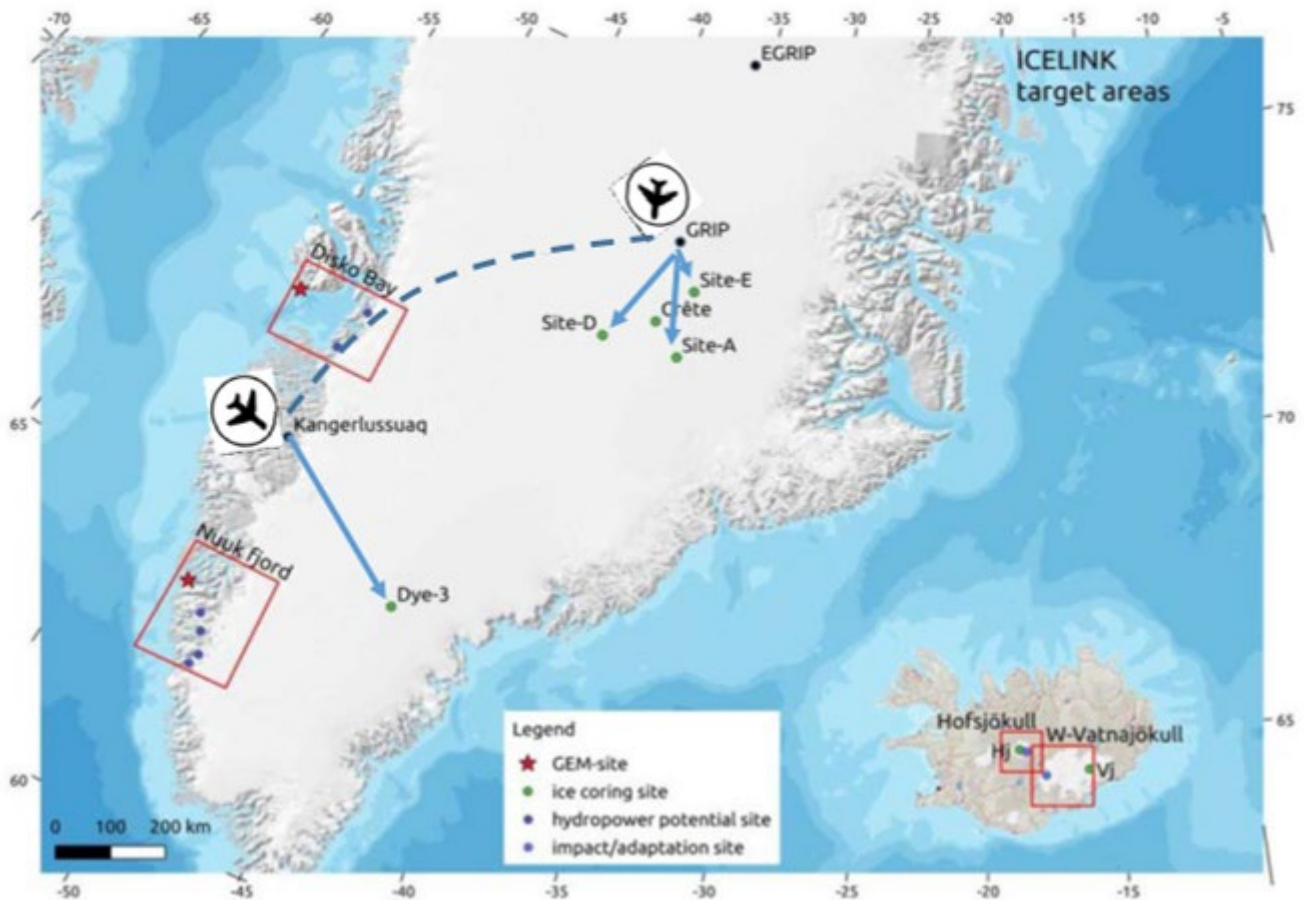 -70
-65
-60
-55
-50
-45
-40
-35
-30
-25
-20
-15
-10
-5
EGRIP
ICELINK
target areas
75
GRIP
Disko Bay
Site-E
Crête
Site-D
Site-A
65
Kangerlussuaq
70
Nuuk fjord
Dye-3
Legend
GEM-site
ice coring site
hydropower potential site
impact/adaptation site
Hofsjökull
W-Vatnajökull
Hj
Vj
65
60
0 100 200 km
-50
-45
-40
-35
-30
-25
-20
-15